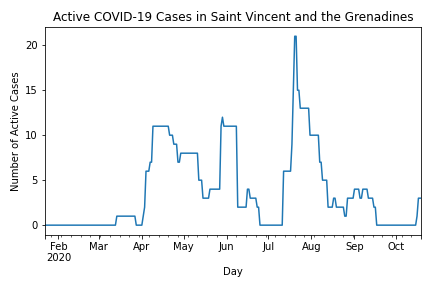 Active COVID-19 Cases in Saint Vincent and the Grenadines
20
15
10
5
0
Number of Active Cases
Feb Mar Apr May Jun Jul Aug Sep Oct
2020
Day